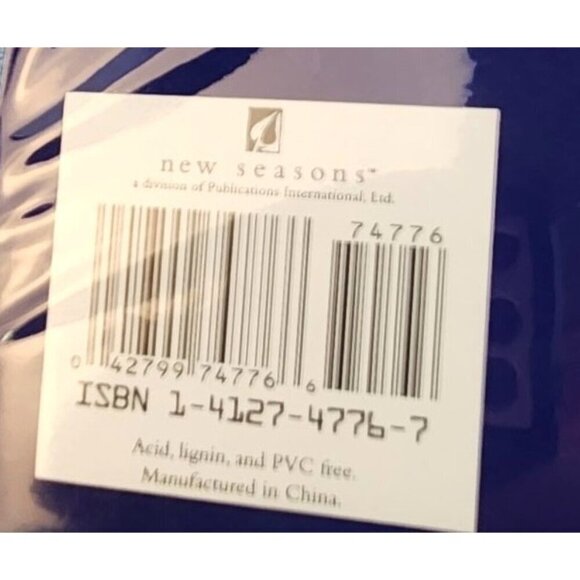 new seasons™
a division of Publications International, Ltd.
74776
0 42799 74776 6
ISBN 1-4127-4776-7
Acid, lignin, and PVC free.
Manufactured in China.